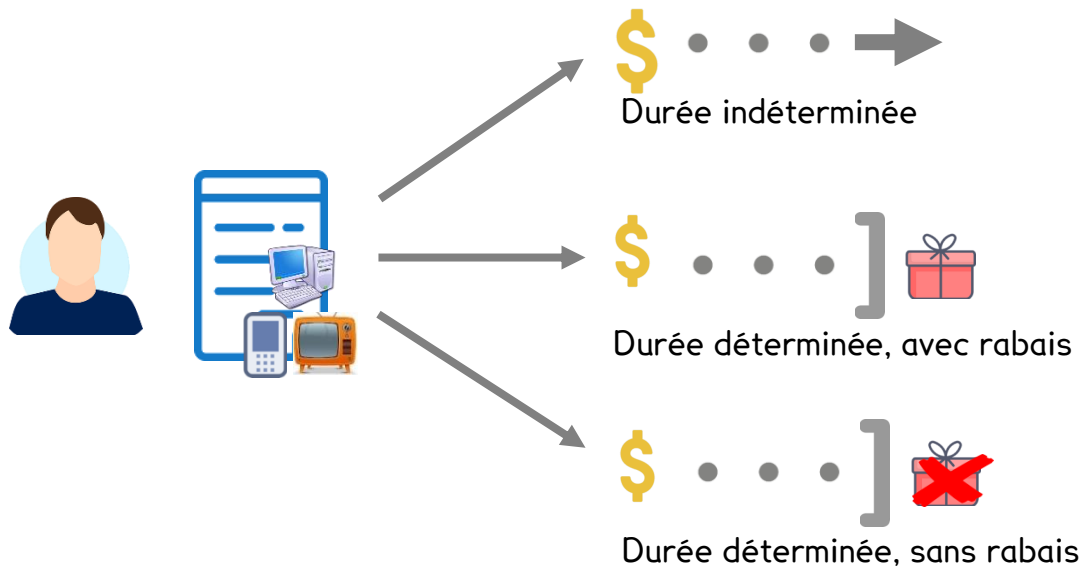 Durée indéterminée
Durée déterminée, avec rabais
Durée déterminée, sans rabais